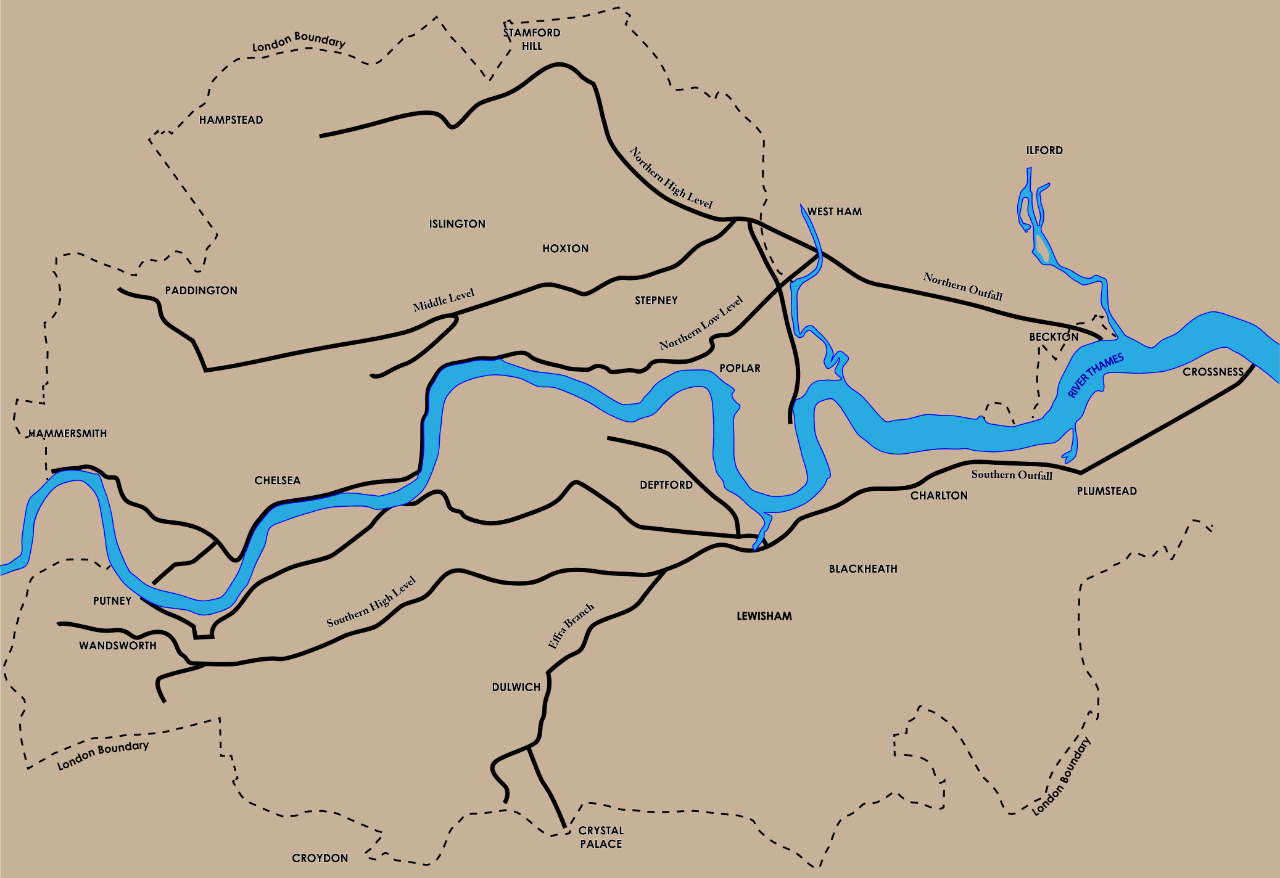 STAMFORD
HILL
London Boundary
HAMPSTEAD
ILFORD
Northern High Level
WEST HAM
ISLINGTON
HOXTON
PADDINGTON
Middle Level
STEPNEY
Northern Outfall
Northern Low Level
BECKTON
POPLAR
RIVER THAMES
CROSSNESS
HAMMERSMITH
CHELSEA
DEPTFORD
Southern Outfall
CHARLTON
PLUMSTEAD
BLACKHEATH
PUTNEY
Southern High Level
LEWISHAM
Effra Branch
WANDSWORTH
DULWICH
London Boundary
London Boundary
CRYSTAL
PALACE
CROYDON